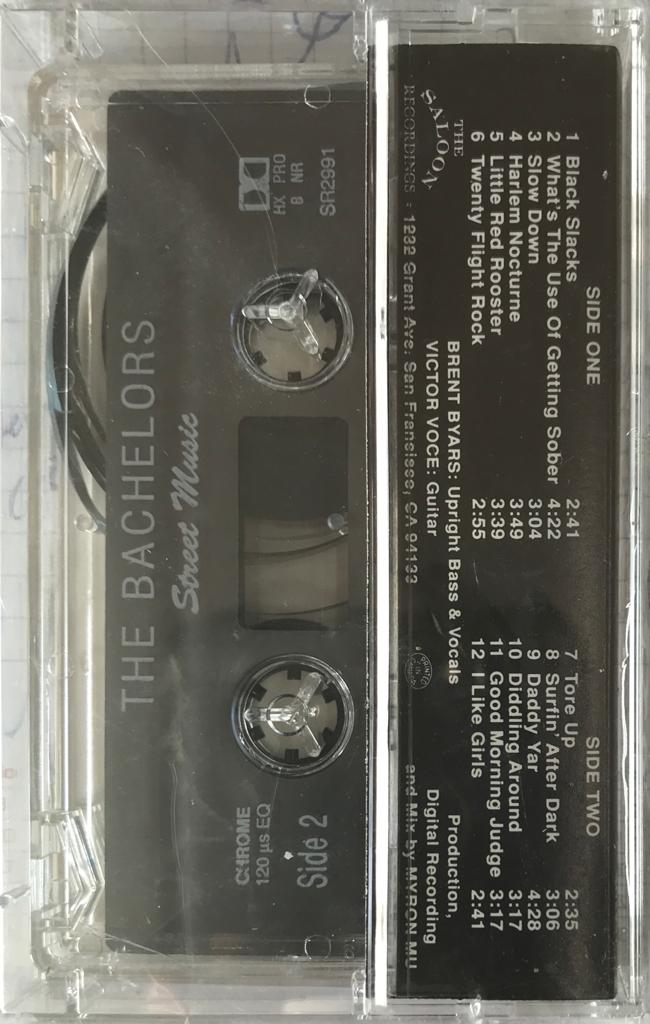 SIDE ONE
1 Black Slacks 2:41
2 What's The Use Of Getting Sober 4:22
3 Slow Down 3:04
4 Harlem Nocturne 3:49
5 Little Red Rooster 3:39
6 Twenty Flight Rock 2:55
SIDE TWO
7 Tore Up 2:35
8 Surfin' After Dark 3:06
9 Daddy Yar 4:28
10 Diddling Around 3:17
11 Good Morning Judge 3:17
12 I Like Girls 2:41
BRENT BYARS: Upright Bass & Vocals
VICTOR VOCE: Guitar
Production,
Digital Recording
and Mix by MYRON MU
THE
SALOON
RECORDINGS : 1232 Grant Ave. San Francisco, CA 94133
THE BACHELORS
Street Music
HX PRO
B NR
SR2991
CHROME
120 µs EQ
Side 2